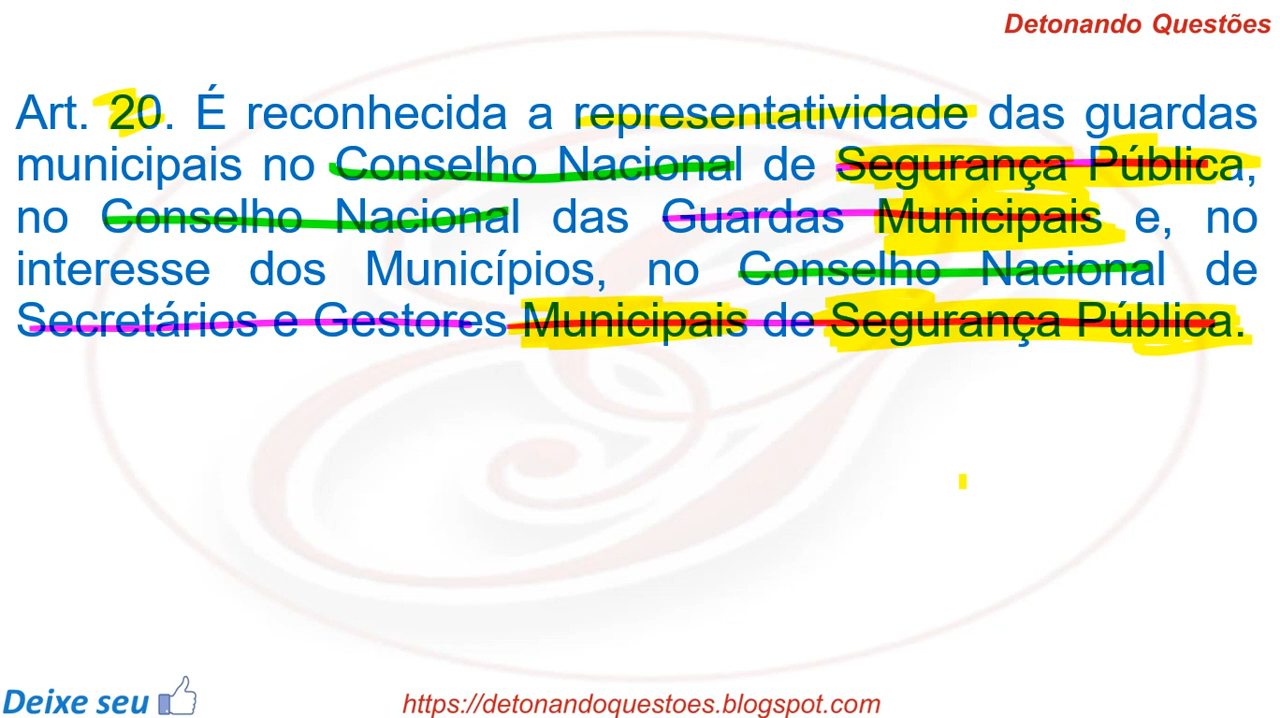 Detonando Questões
Art. 20. É reconhecida a representatividade das guardas
municipais no Conselho Nacional de Segurança Pública,
no Conselho Nacional das Guardas Municipais e, no
interesse dos Municípios, no Conselho Nacional de
Secretários e Gestores Municipais de Segurança Pública.
Deixe seu
https://detonandoquestoes.blogspot.com